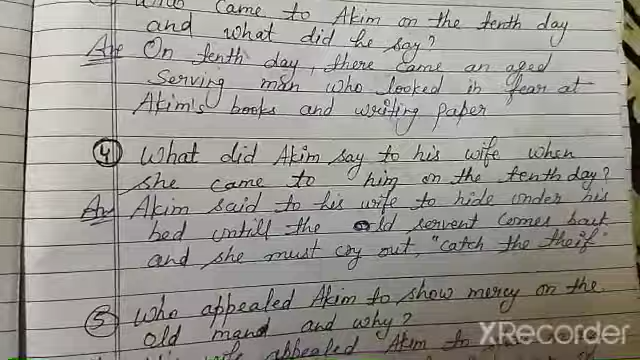 came to Akim on the tenth day
and what did he say?
Ans On tenth day, there came an aged
serving man who looked in fear at
Akim's books and writing paper
4 What did Akim say to his wife when
she came to him on the tenth day?
Ans Akim said to his wife to hide under his
bed untill the old servent comes back
and she must cry out, "catch the theif"
5 Who appealed Akim to show mercy on the
old man and why?
wife appealed Akim to
XRecorder